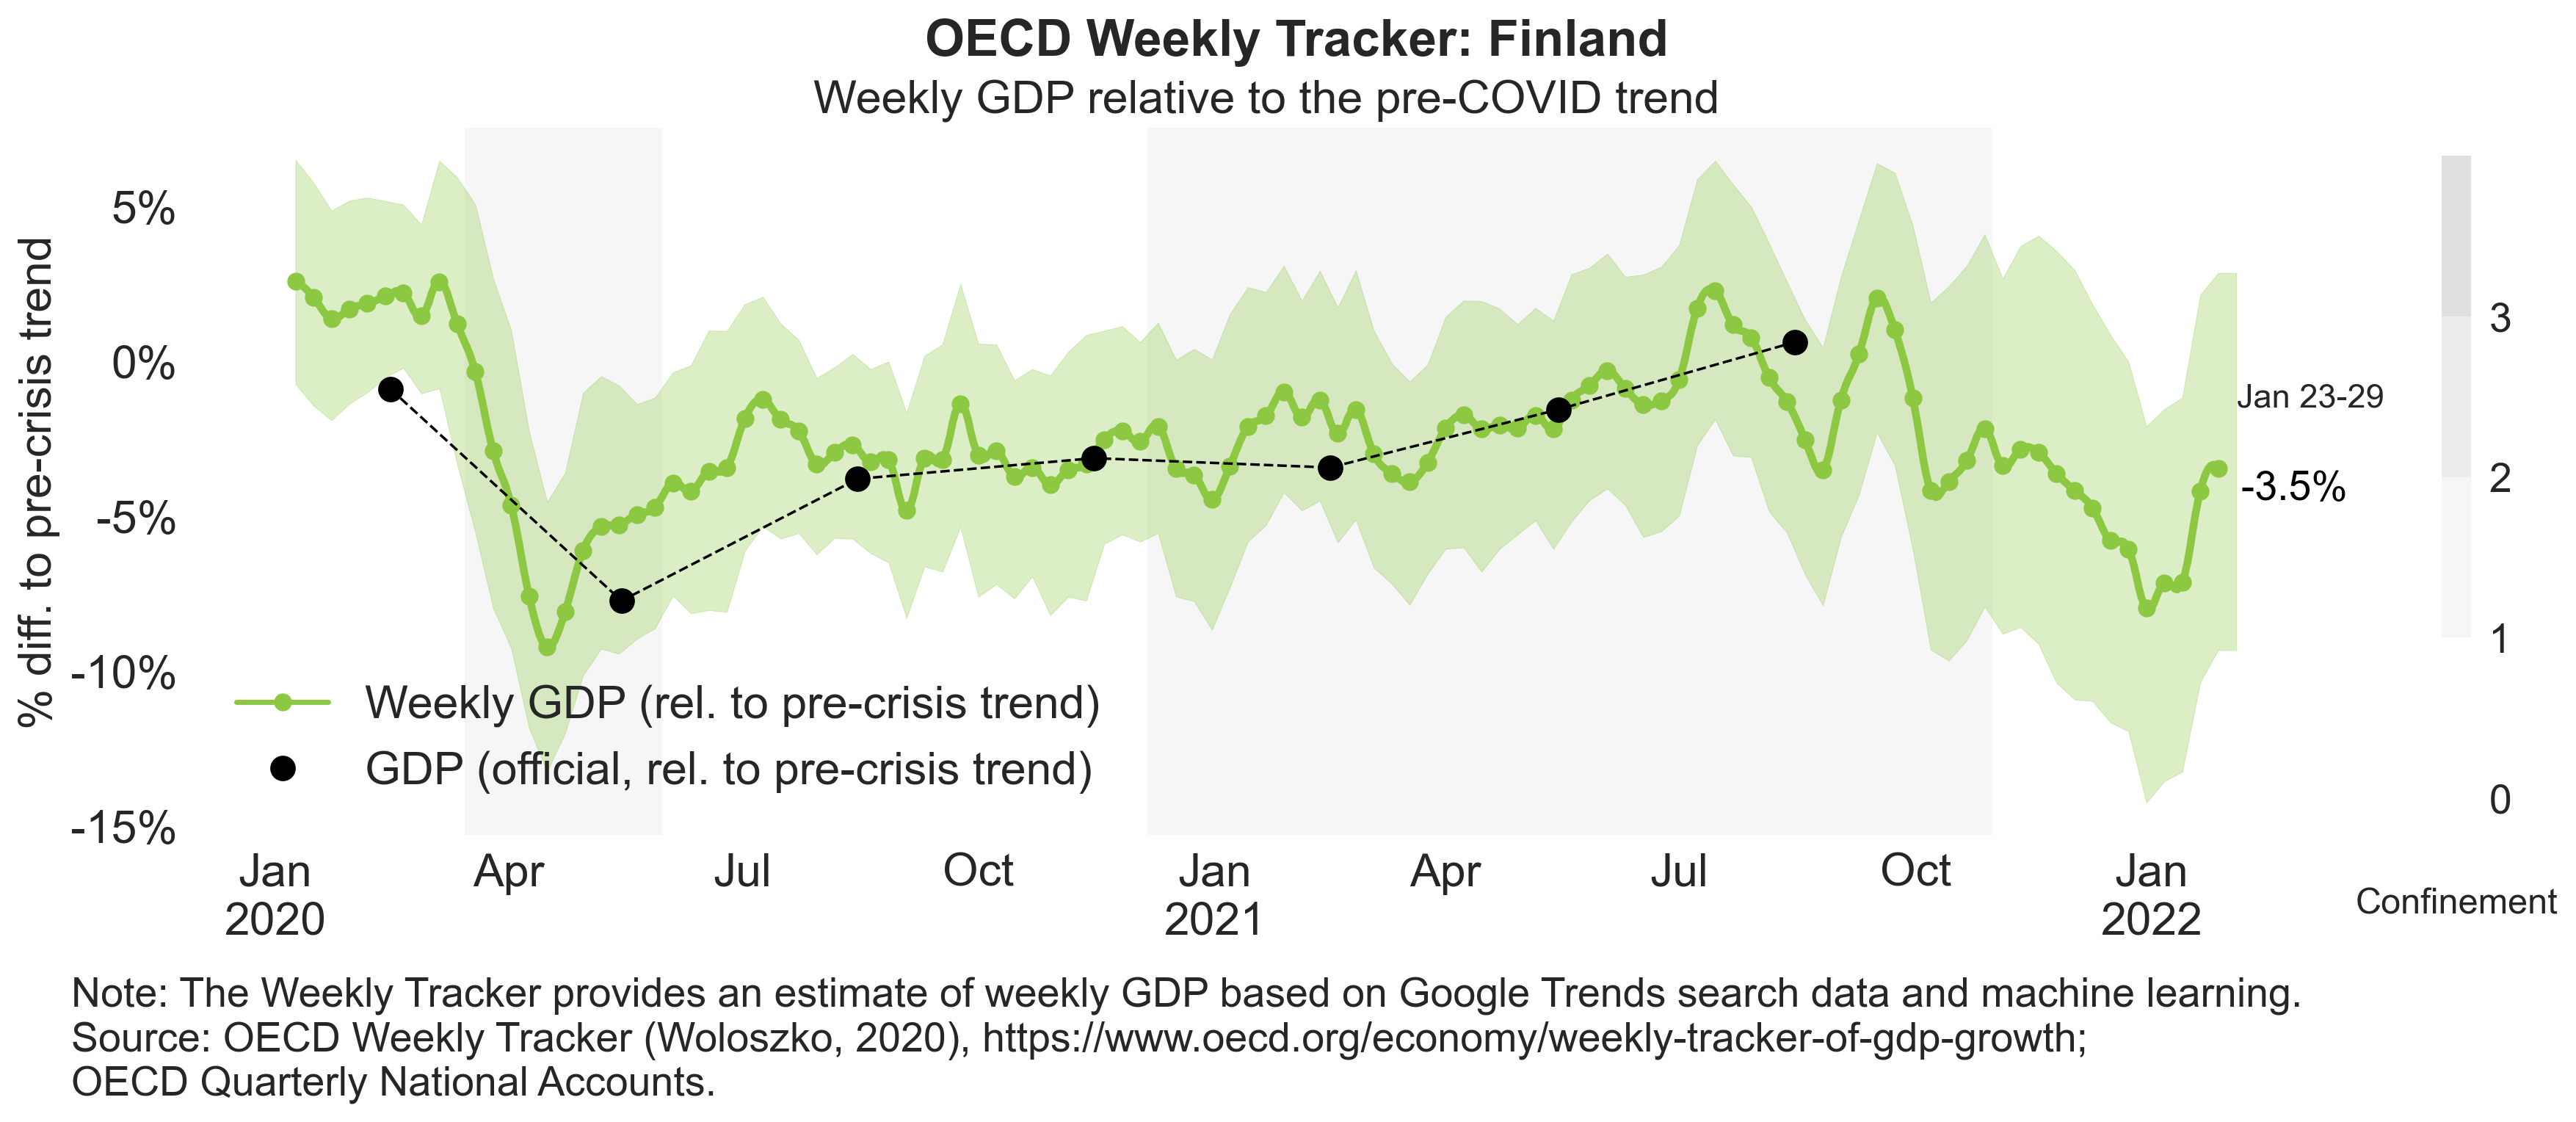 OECD Weekly Tracker: Finland
Weekly GDP relative to the pre-COVID trend
% diff. to pre-crisis trend
5%
0%
-5%
-10%
-15%
Weekly GDP (rel. to pre-crisis trend)
GDP (official, rel. to pre-crisis trend)
Jan 23-29
-3.5%
3
2
1
0
Confinement
Jan
2020
Apr
Jul
Oct
Jan
2021
Apr
Jul
Oct
Jan
2022
Note: The Weekly Tracker provides an estimate of weekly GDP based on Google Trends search data and machine learning.
Source: OECD Weekly Tracker (Woloszko, 2020), https://www.oecd.org/economy/weekly-tracker-of-gdp-growth;
OECD Quarterly National Accounts.